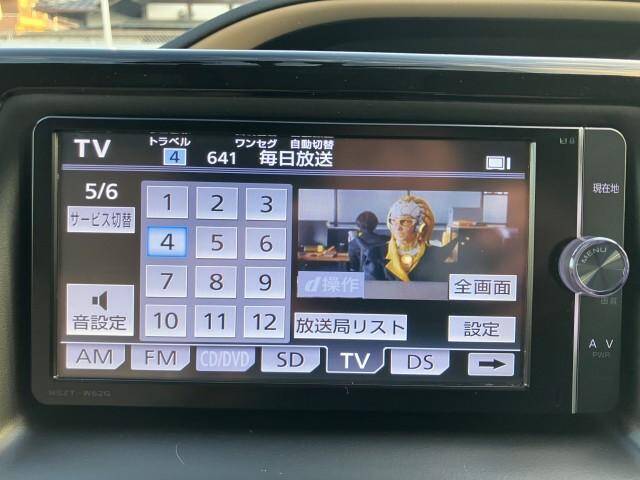 TV
トラベル
4
ワンセグ
自動切替
641 毎日放送
5/6
サービス切替
1 2 3
4 5 6
7 8 9
10 11 12
音設定
d操作
全画面
放送局リスト
設定
AM FM CD/DVD SD TV DS
現在地
MENU
A V
PWR
NSZT-W62G